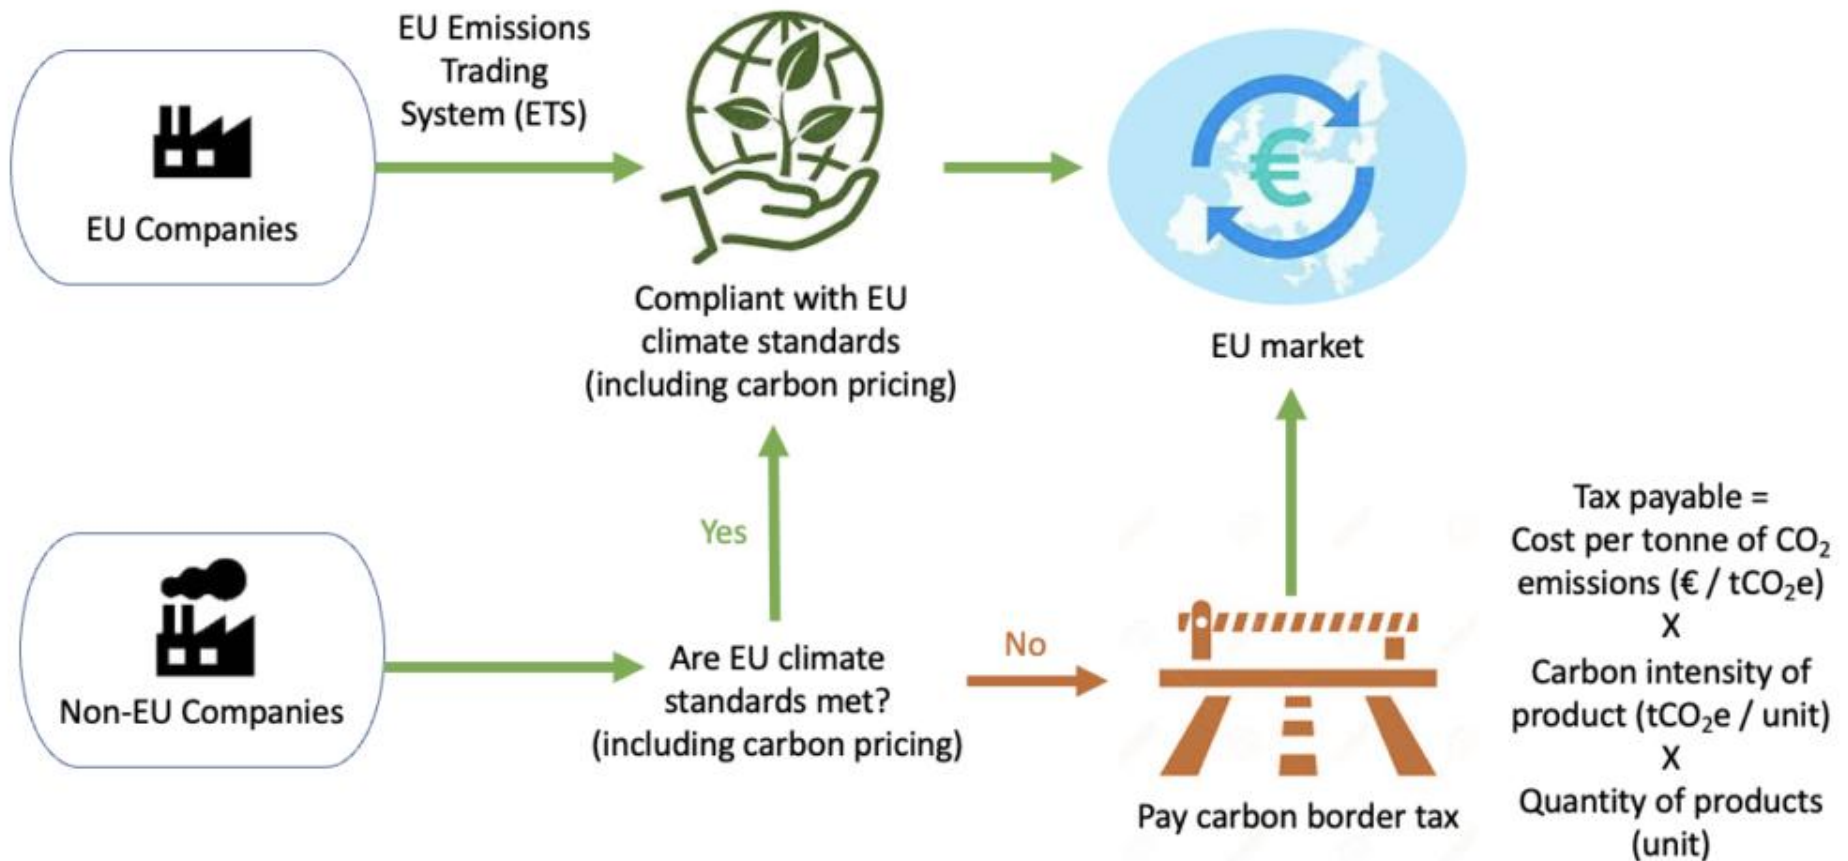 EU Emissions
Trading
System (ETS)
EU Companies
Compliant with EU
climate standards
(including carbon pricing)
€
EU market
Yes
Non-EU Companies
Are EU climate
standards met?
(including carbon pricing)
No
Pay carbon border tax
Tax payable =
Cost per tonne of CO₂
emissions (€ / tCO₂e)
X
Carbon intensity of
product (tCO₂e / unit)
X
Quantity of products
(unit)